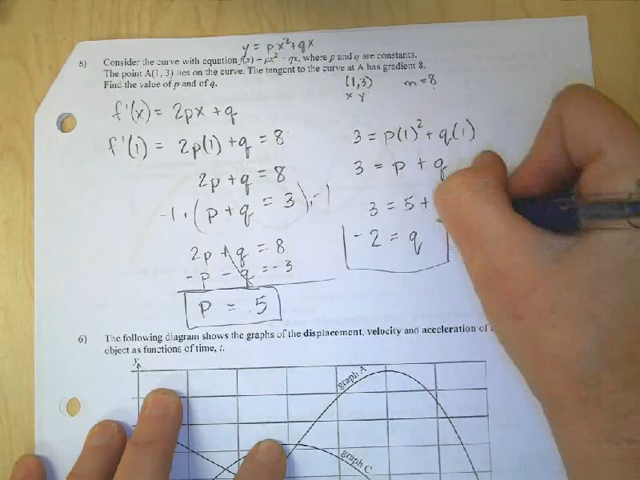 y = px² + qx
5) Consider the curve with equation f(x) = px² + qx, where p and q are constants.
The point A(1, 3) lies on the curve. The tangent to the curve at A has gradient 8.
Find the value of p and of q.
(1,3) m = 8
x y
f'(x) = 2px + q
f'(1) = 2p(1) + q = 8
2p + q = 8
-1·(p + q = 3)·-1
2p + q = 8
-p - q = -3
p = 5
3 = p(1)² + q(1)
3 = p + q
3 = 5 +
-2 = q
6) The following diagram shows the graphs of the displacement, velocity and acceleration of
object as functions of time, t.
y
graph A
graph C